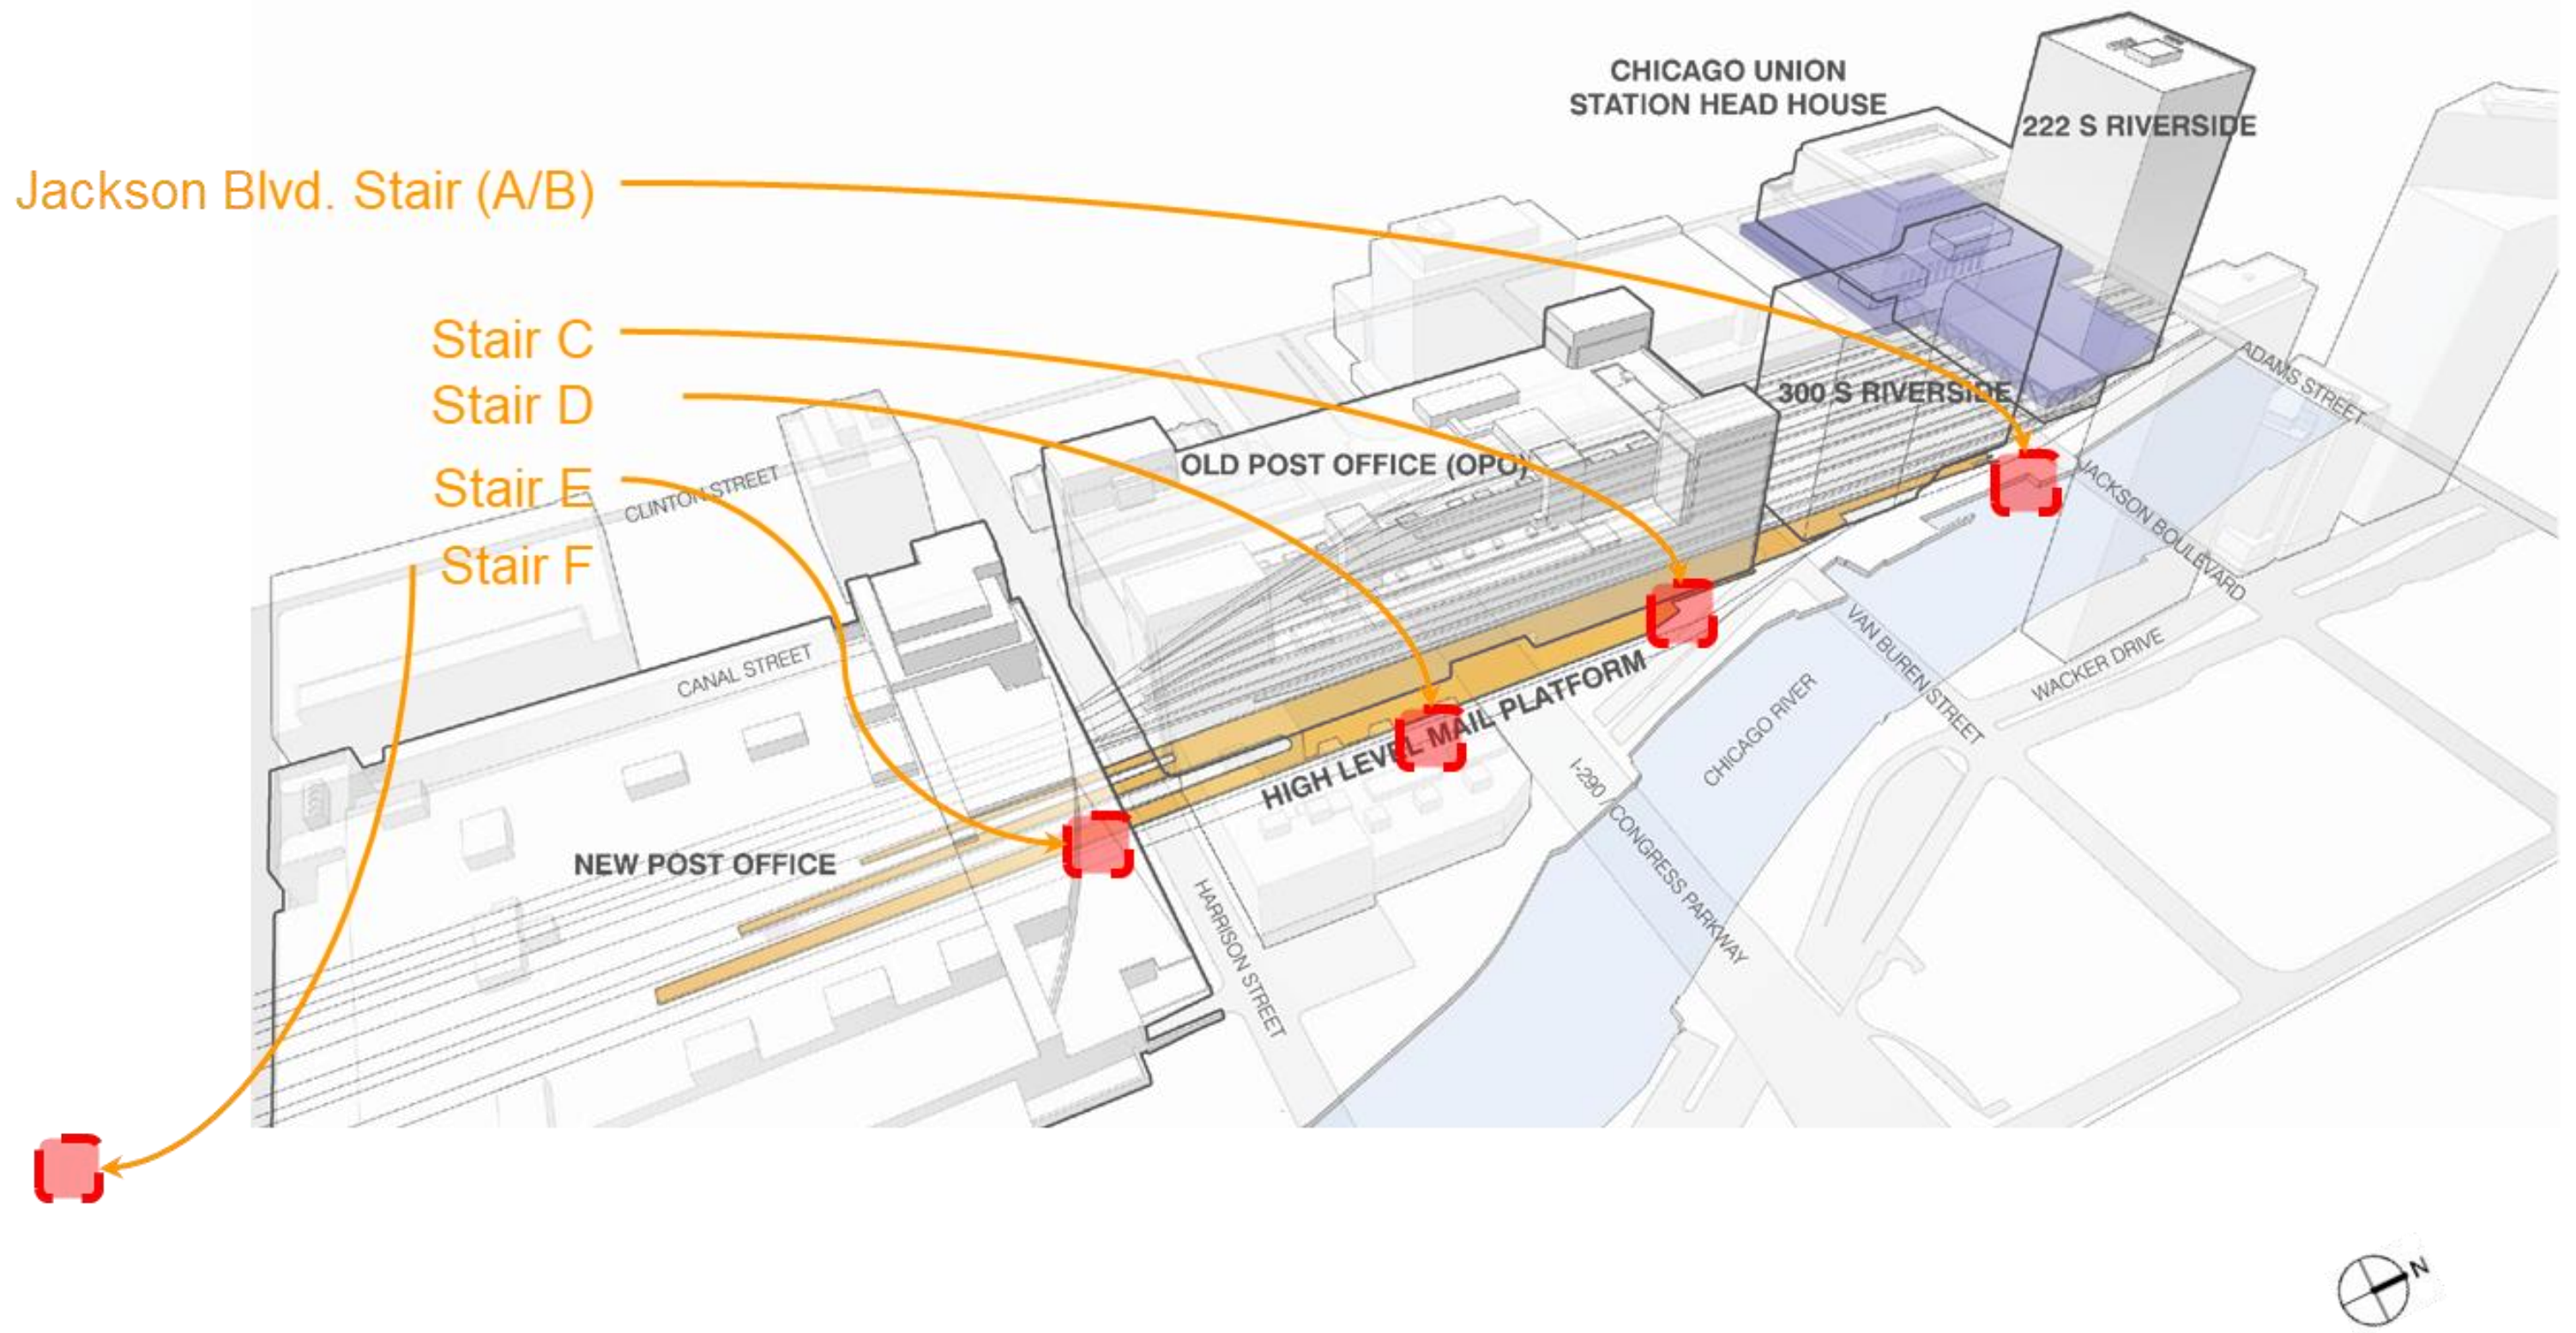 CHICAGO UNION
STATION HEAD HOUSE
222 S RIVERSIDE
Jackson Blvd. Stair (A/B)
Stair C
Stair D
300 S RIVERSIDE
ADAMS STREET
OLD POST OFFICE (OPO)
Stair E
CLINTON STREET
JACKSON BOULEVARD
Stair F
CANAL STREET
VAN BUREN STREET
WACKER DRIVE
HIGH LEVEL MAIL PLATFORM
CHICAGO RIVER
I-290 / CONGRESS PARKWAY
NEW POST OFFICE
HARRISON STREET
N